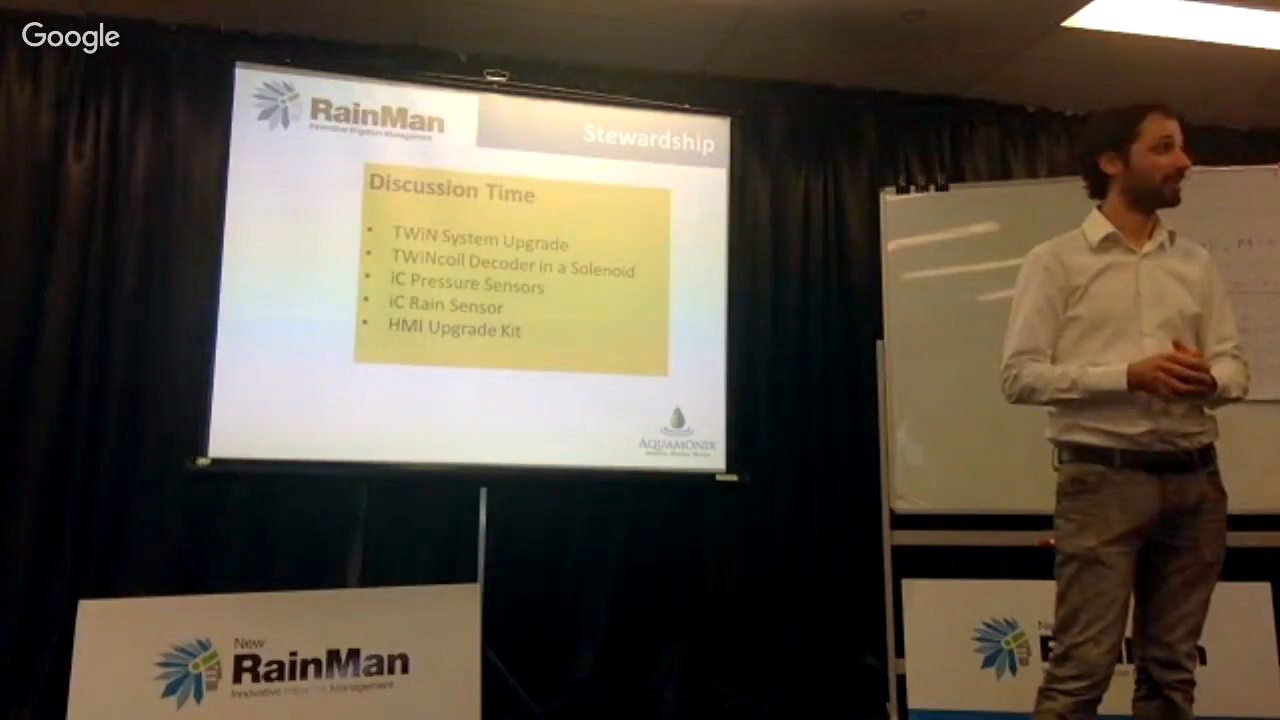 Google
RainMan
Innovative Irrigation Management
Stewardship
Discussion Time
• TWiN System Upgrade
• TWiNcoil Decoder in a Solenoid
• iC Pressure Sensors
• iC Rain Sensor
• HMI Upgrade Kit
AQUAMONIX
New
RainMan
Innovative Irrigation Management